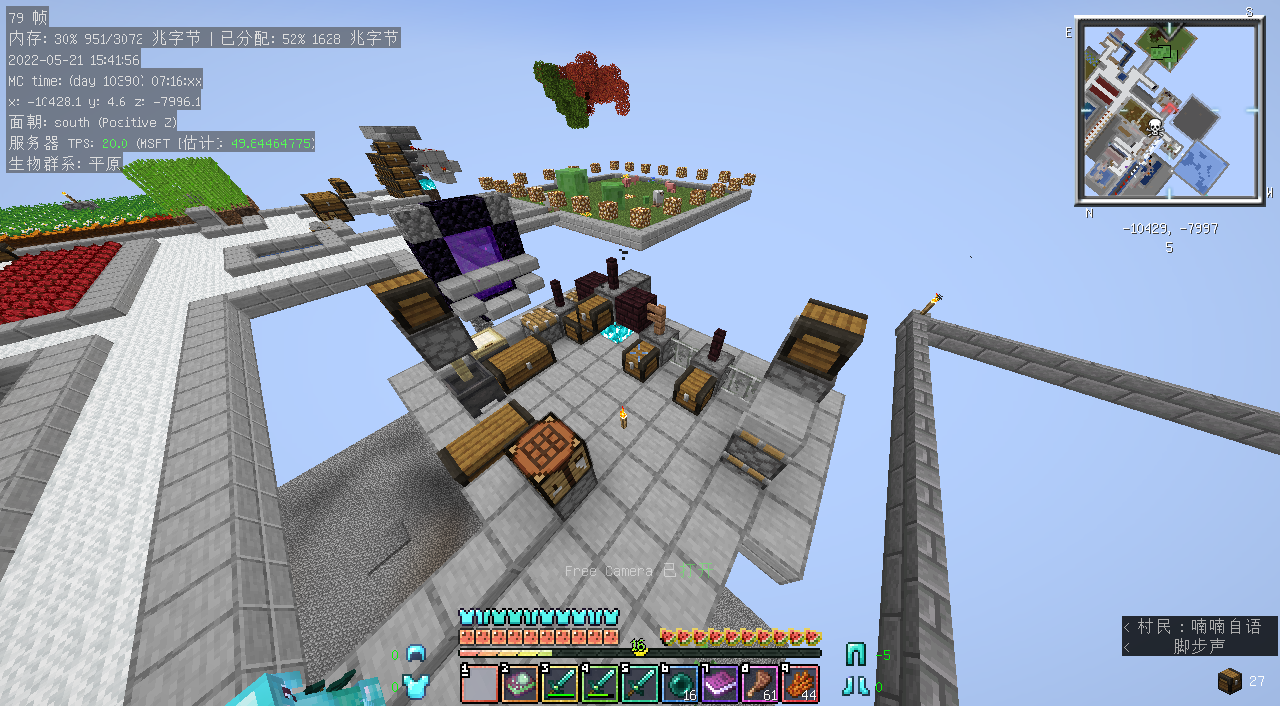 79 帧
内存: 30% 951/3072 兆字节 | 已分配: 52% 1628 兆字节
2022-05-21 15:41:56
MC time: (day 10390) 07:16:xx
x: -10428.1 y: 4.6 z: -7996.1
面朝: south (Positive Z)
服务器 TPS: 20.0 (MSPT [估计]: 49.84464775)
生物群系: 平原
S
E
N
-10429, -7997
5
Free Camera 已
< 村民：喃喃自语
< 脚步声
16
-5
0
1 2 3 4 5 6 7 8 9
16 61 44
27